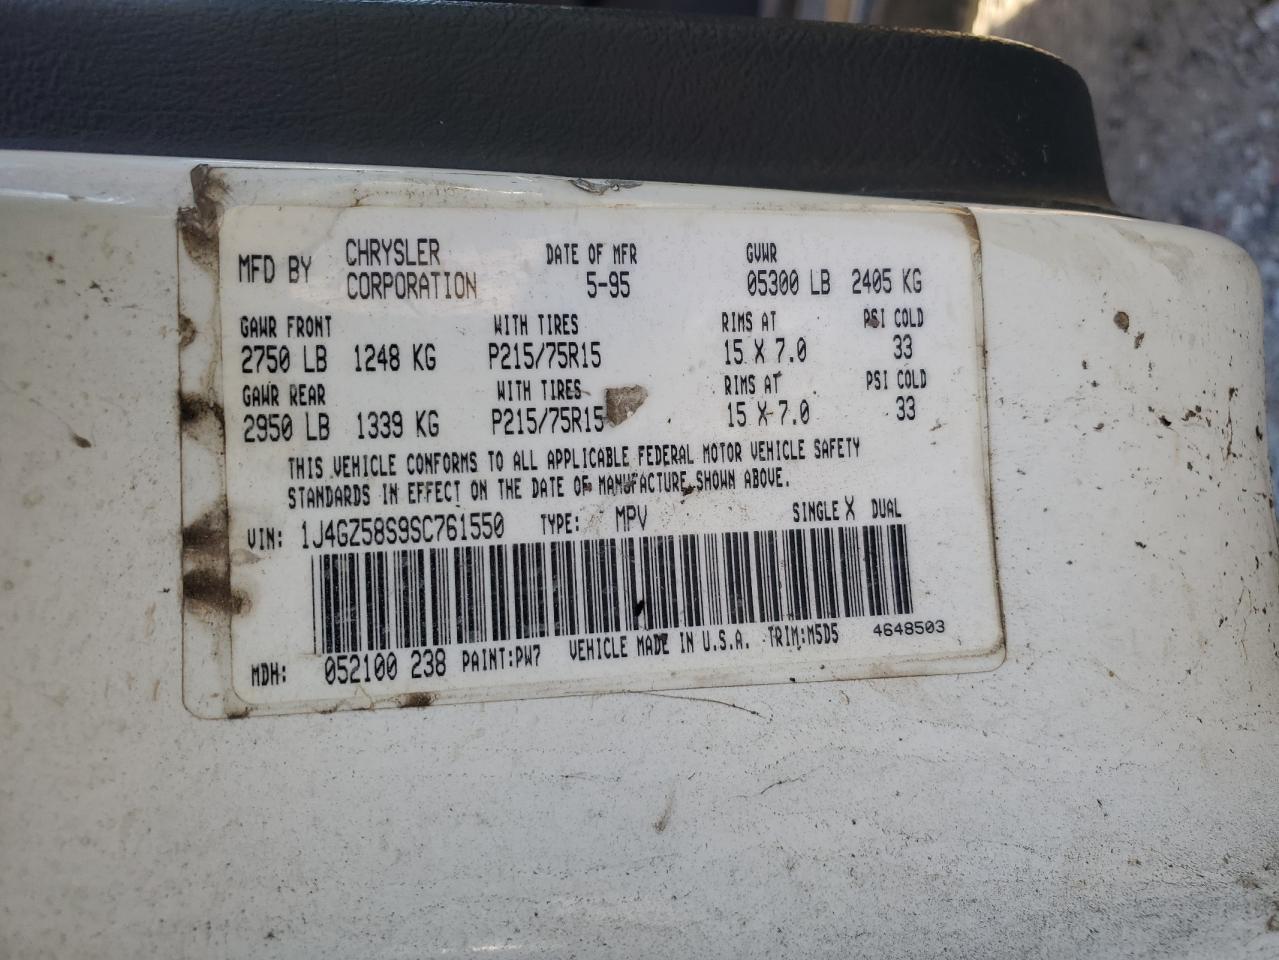 MFD BY CHRYSLER CORPORATION DATE OF MFR 5-95 GVWR 05300 LB 2405 KG
GAWR FRONT WITH TIRES RIMS AT PSI COLD
2750 LB 1248 KG P215/75R15 15 X 7.0 33
GAWR REAR WITH TIRES RIMS AT PSI COLD
2950 LB 1339 KG P215/75R15 15 X 7.0 33
THIS VEHICLE CONFORMS TO ALL APPLICABLE FEDERAL MOTOR VEHICLE SAFETY
STANDARDS IN EFFECT ON THE DATE OF MANUFACTURE SHOWN ABOVE.
VIN: 1J4GZ58S9SC761550 TYPE: MPV SINGLE X DUAL
MDH: 052100 238 PAINT:PW7 VEHICLE MADE IN U.S.A. TRIM:M5D5 4648503